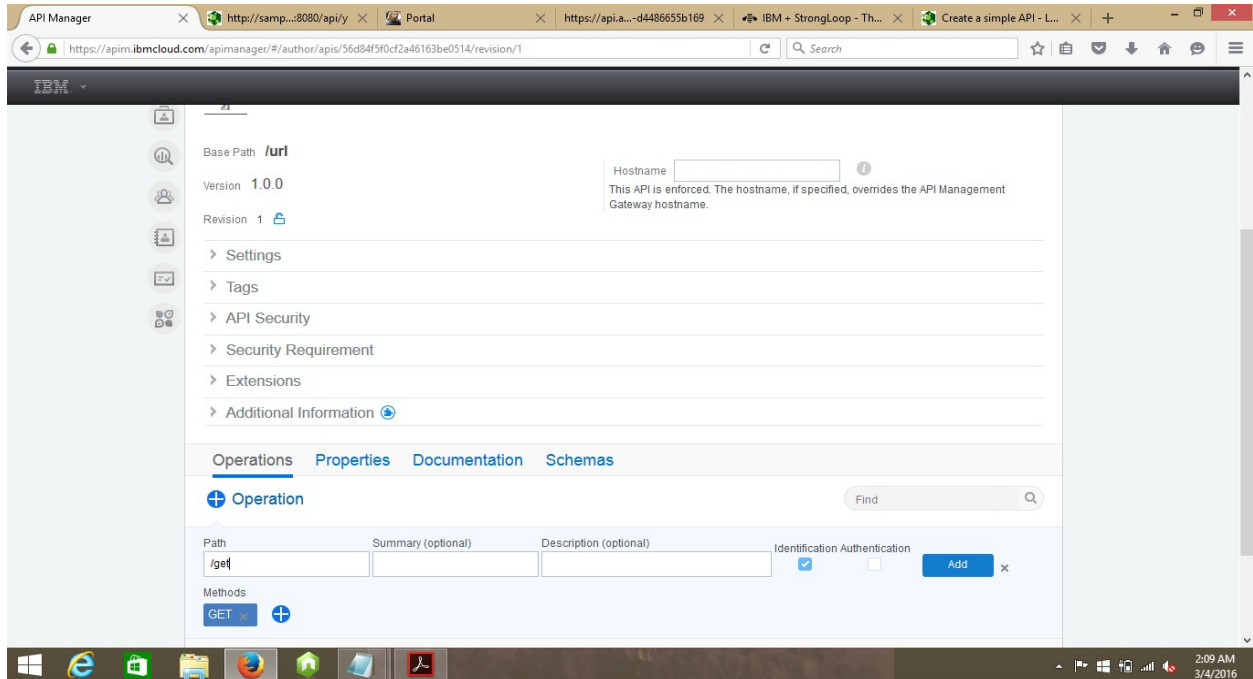 API Manager
http://samp...:8080/api/y
Portal
https://api.a...-d4486655b169
IBM + StrongLoop - Th...
Create a simple API - L...
https://apim.ibmcloud.com/apimanager/#/author/apis/56d84f5f0cf2a46163be0514/revision/1
Search
IBM
Base Path /url
Hostname
This API is enforced. The hostname, if specified, overrides the API Management
Gateway hostname.
Version 1.0.0
Revision 1
Settings
Tags
API Security
Security Requirement
Extensions
Additional Information
Operations Properties Documentation Schemas
Operation
Find
Path Summary (optional) Description (optional) Identification Authentication
/get
Add
Methods
GET
2:09 AM
3/4/2016